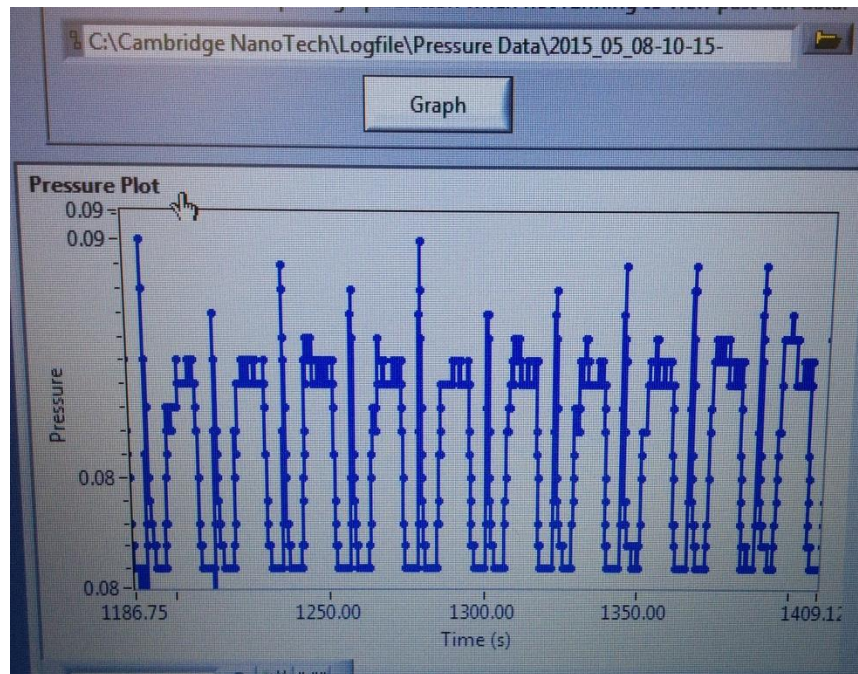 C:\Cambridge NanoTech\Logfile\Pressure Data\2015_05_08-10-15-
Graph
Pressure Plot
0.09
0.09
Pressure
0.08
0.08
1186.75 1250.00 1300.00 1350.00 1409.12
Time (s)